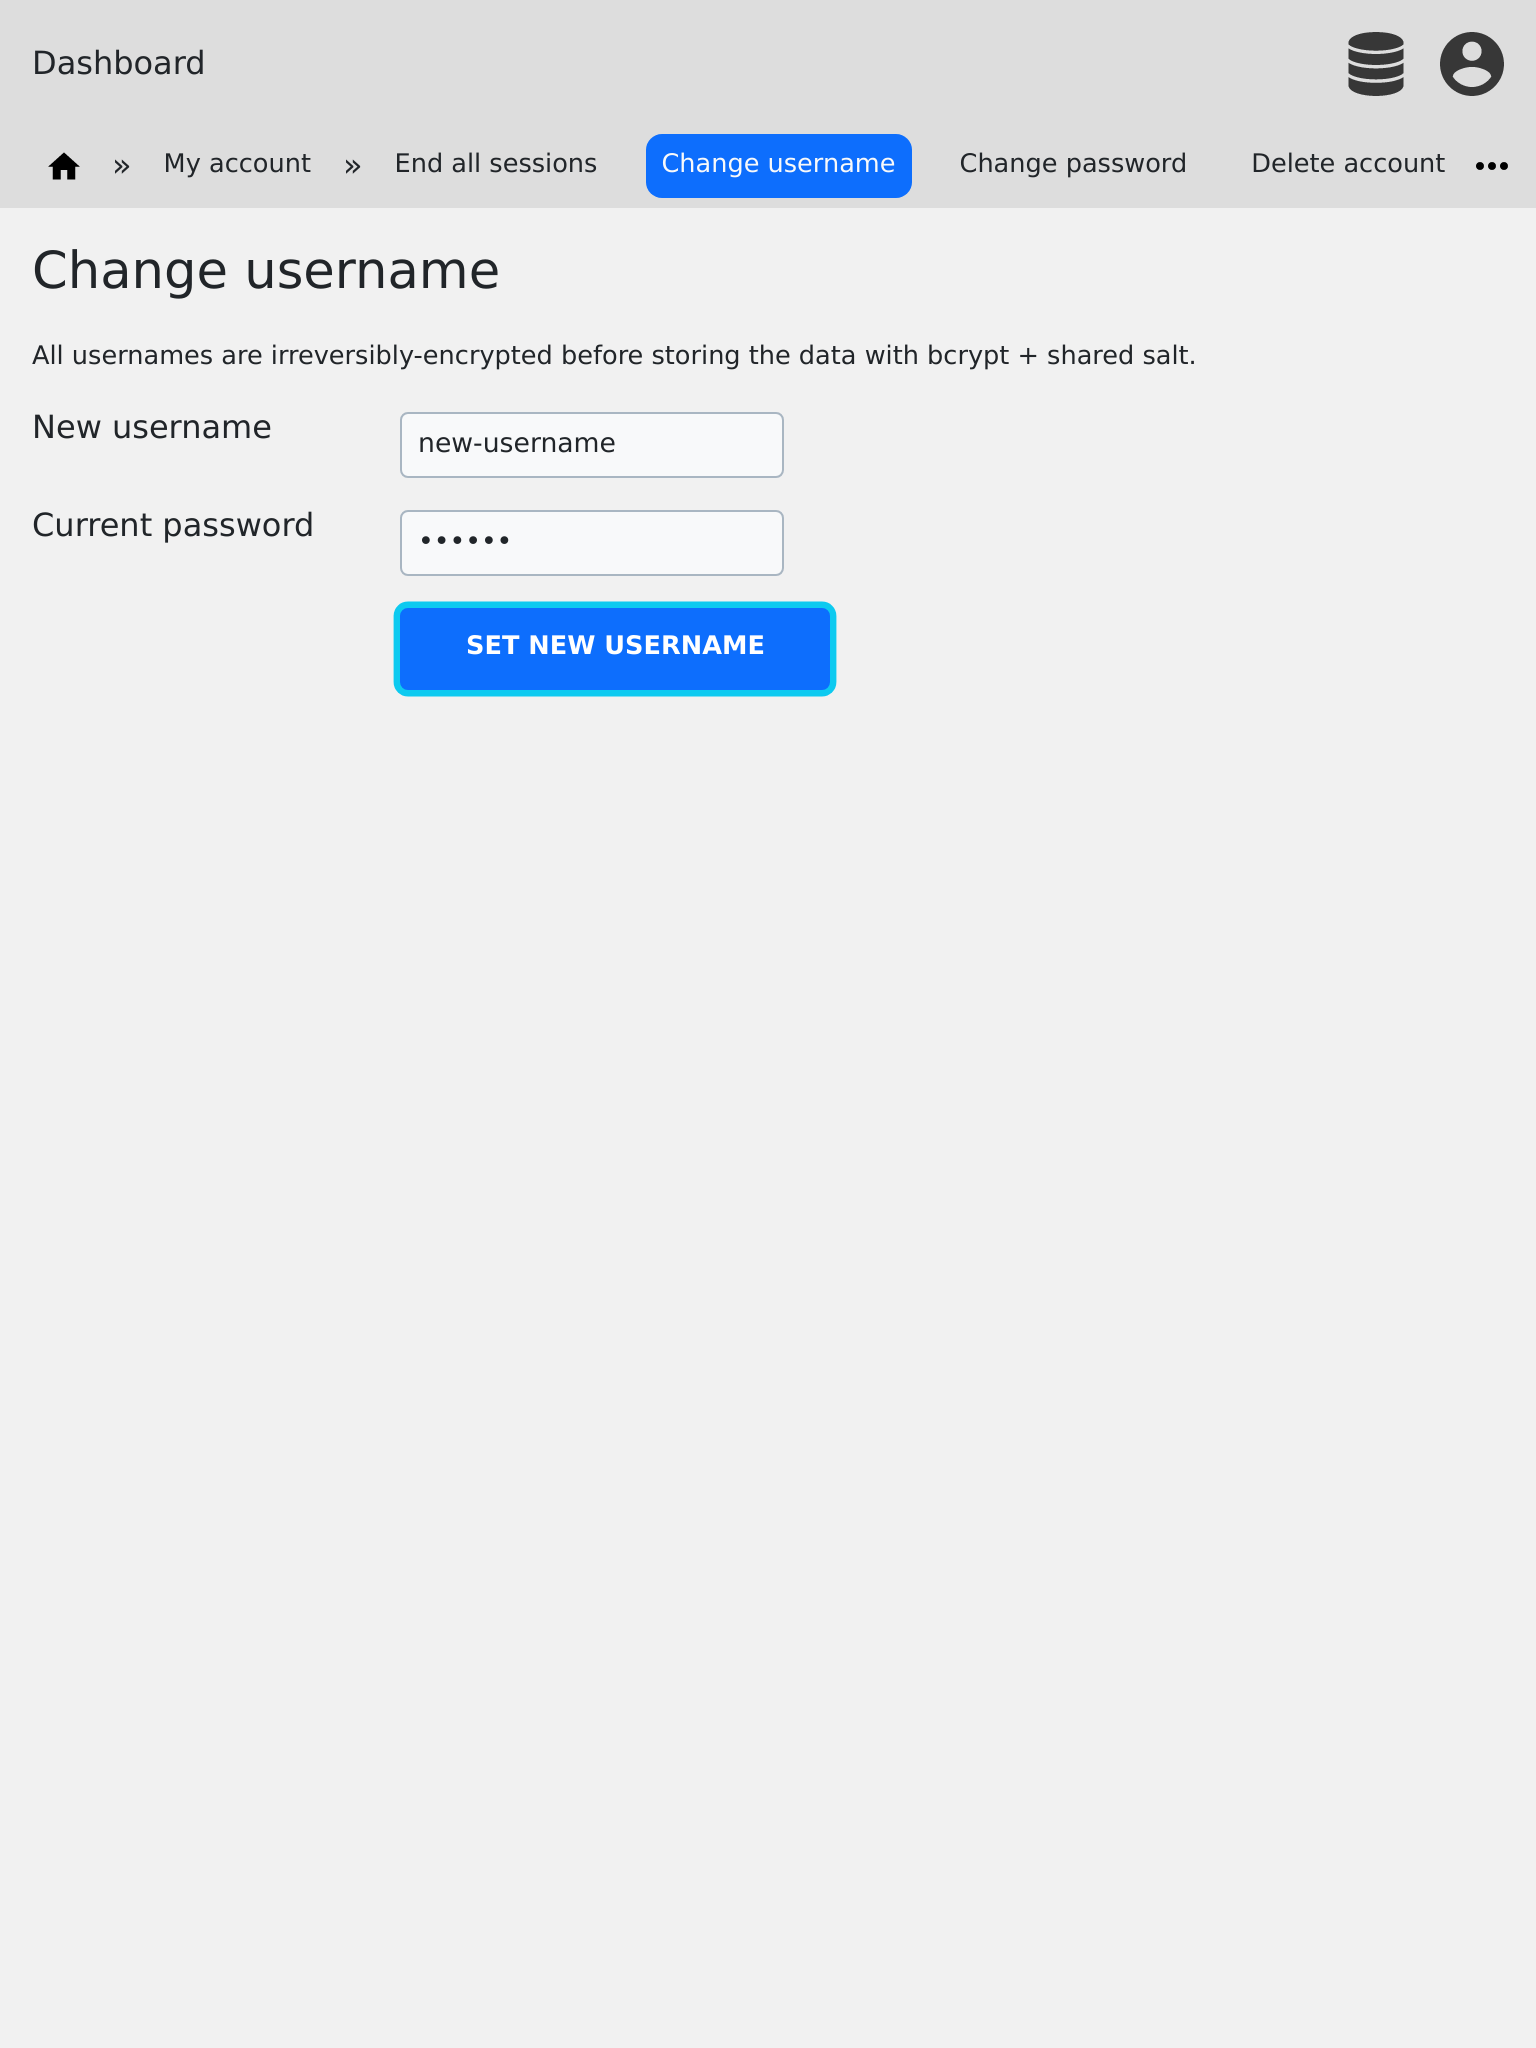 Dashboard
» My account » End all sessions Change username Change password Delete account •••
Change username
All usernames are irreversibly-encrypted before storing the data with bcrypt + shared salt.
New username new-username
Current password ••••••
SET NEW USERNAME